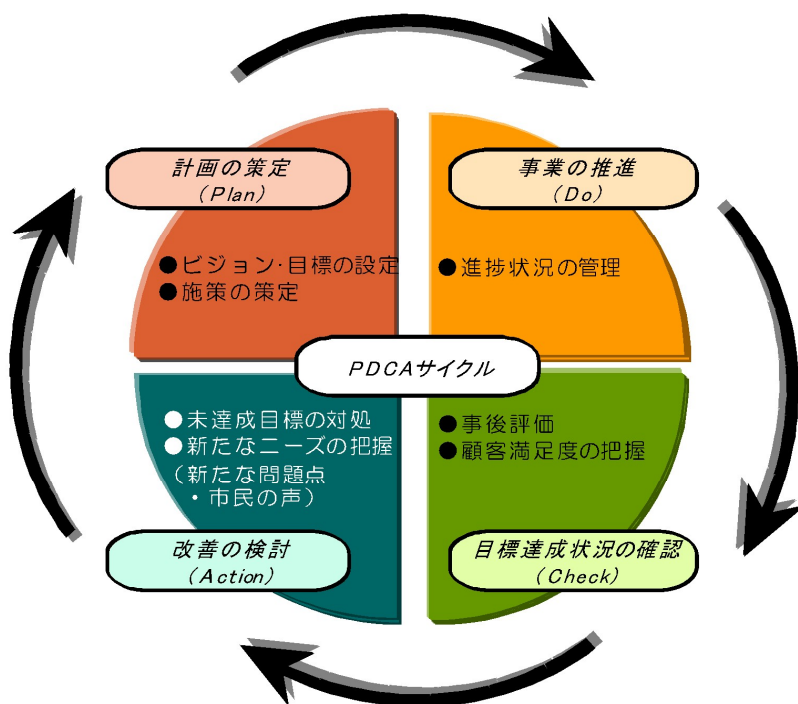 計画の策定
(Plan)
●ビジョン・目標の設定
●施策の策定
事業の推進
(Do)
●進捗状況の管理
PDCAサイクル
●未達成目標の対処
●新たなニーズの把握
(新たな問題点
・市民の声)
改善の検討
(Action)
●事後評価
●顧客満足度の把握
目標達成状況の確認
(Check)